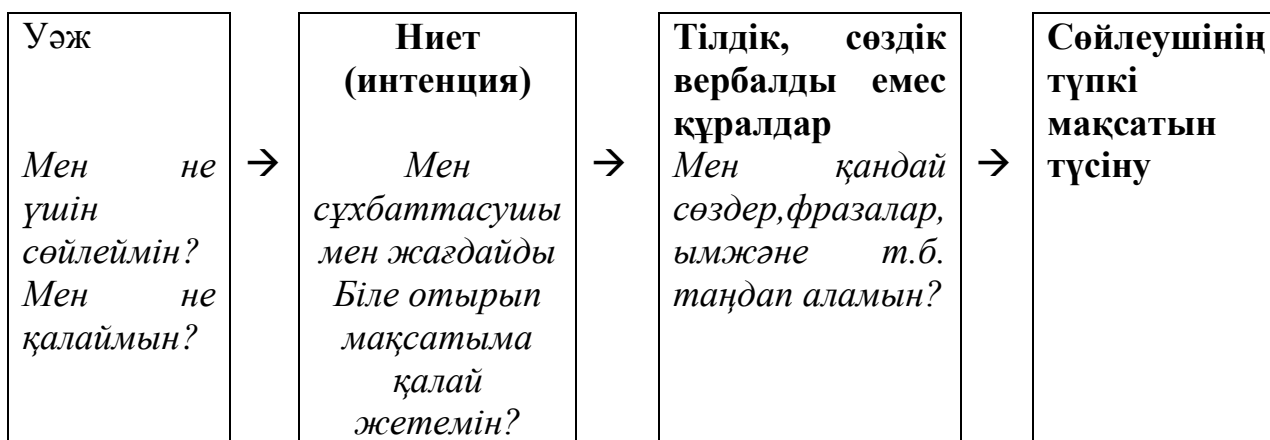 Уәж
Мен не
үшін
сөйлеймін?
Мен не
қалаймын?
→
Ниет
(интенция)
Мен
сұхбаттасушы
мен жағдайды
Біле отырып
мақсатыма
қалай
жетемін?
→
Тілдік, сөздік
вербалды емес
құралдар
Мен қандай
сөздер,фразалар,
ымжәне т.б.
таңдап аламын?
→
Сөйлеушінің
түпкі
мақсатын
түсіну